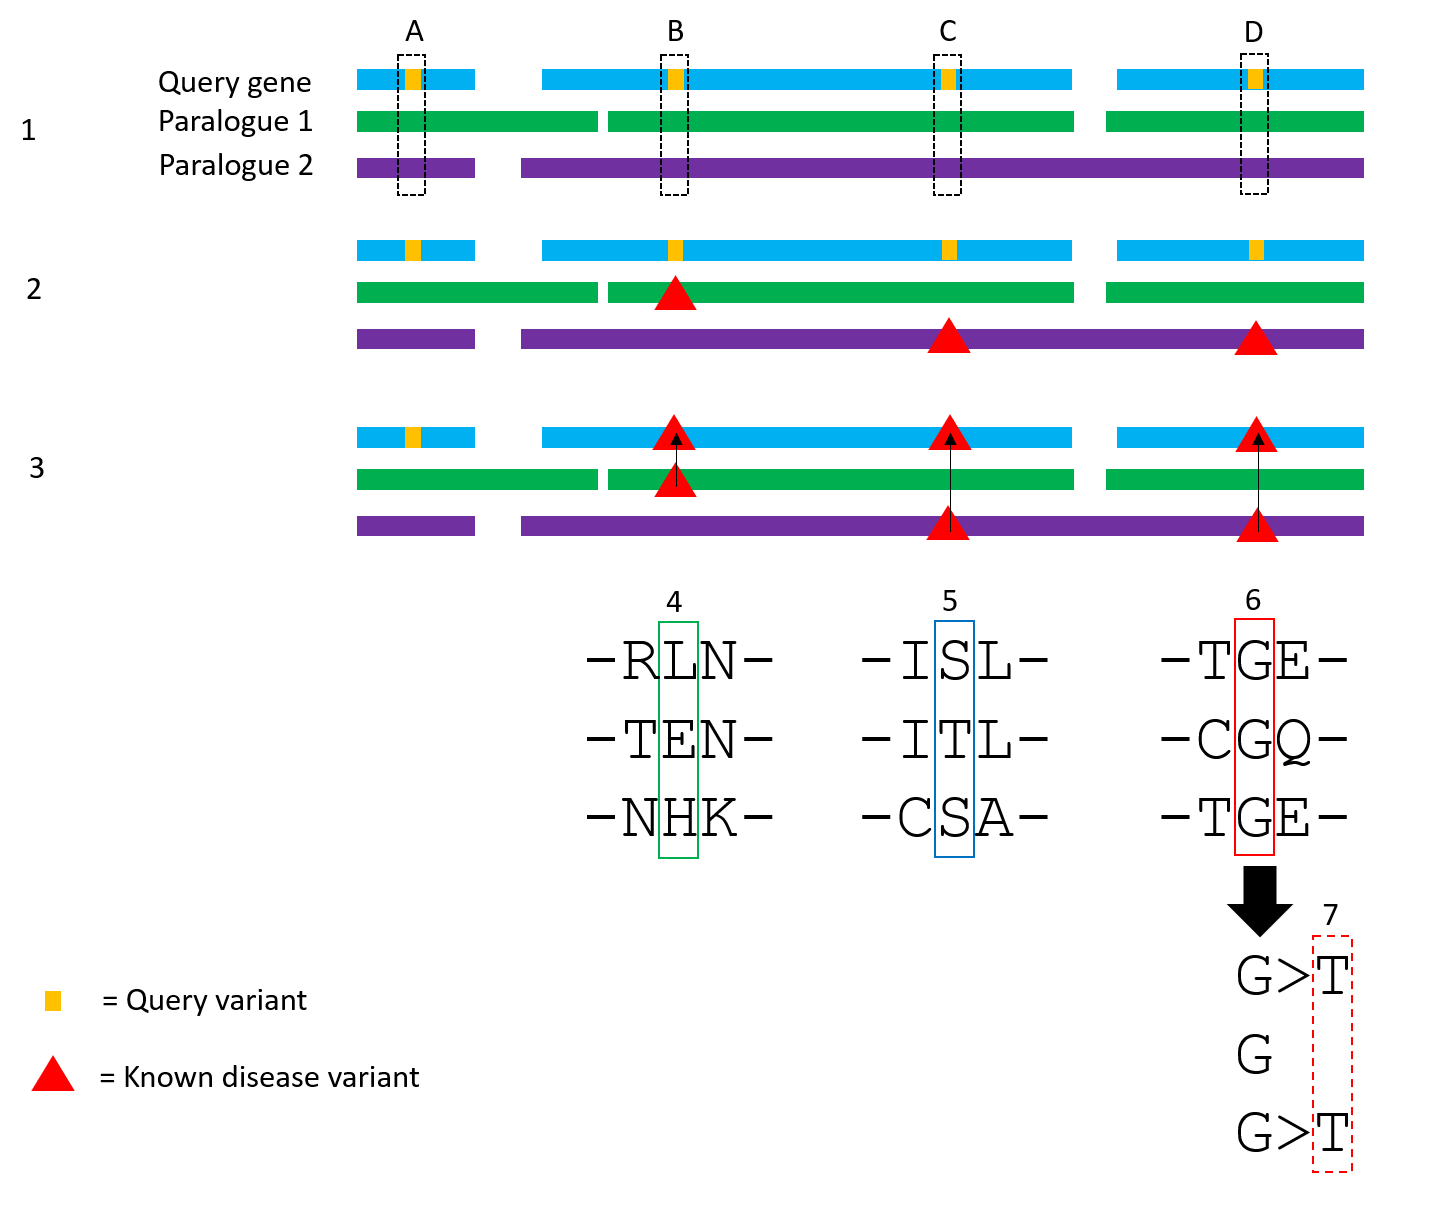 A B C D
Query gene
1 Paralogue 1
Paralogue 2
2
3
4 5 6
–RLN– –ISL– –TGE–
–TEN– –ITL– –CGQ–
–NHK– –CSA– –TGE–
7
G>T
= Query variant
G
= Known disease variant
G>T